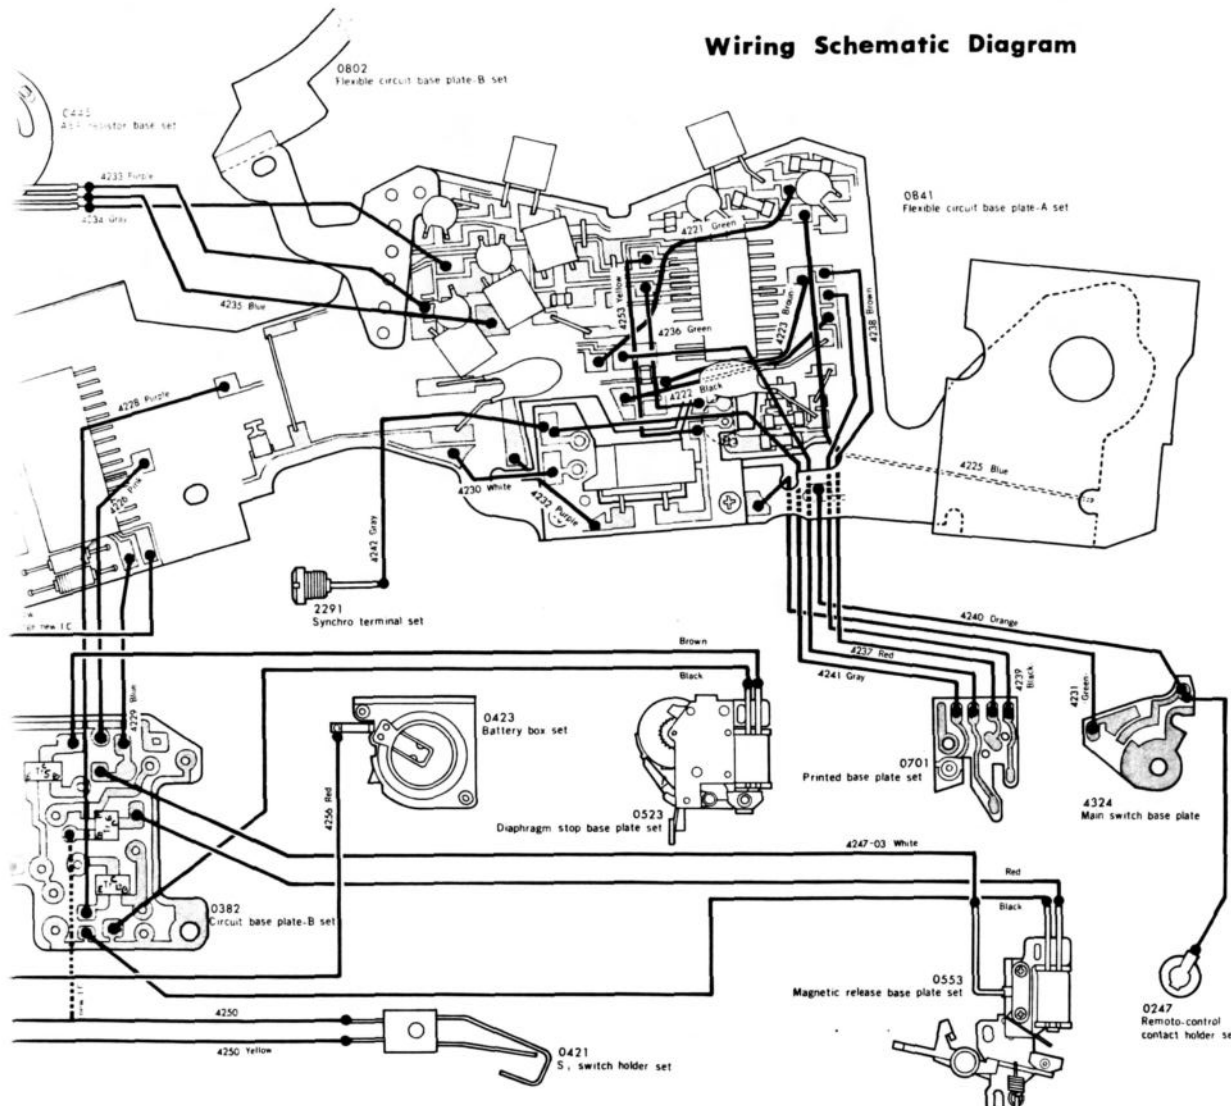 Wiring Schematic Diagram
0802
Flexible circuit base plate-B set
0445
resistor base set
4233 Purple
4234 Gray
4235 Blue
0841
Flexible circuit base plate-A set
4221 Green
4253 Yellow
4236 Green
4223 Brown
4238 Brown
4222 Black
4228 Purple
4226 Pink
4230 White
4232 Purple
4225 Blue
4242 Gray
2291
Synchro terminal set
new I C
4240 Orange
4237 Red
4241 Gray
4239 Black
4231 Green
Brown
Black
4229 Blue
0423
Battery box set
4256 Red
0523
Diaphragm stop base plate set
0701
Printed base plate set
4324
Main switch base plate
4247-03 White
Red
Black
0382
Circuit base plate-B set
0553
Magnetic release base plate set
0247
Remoto-control
contact holder se
4250
4250 Yellow
0421
S, switch holder set